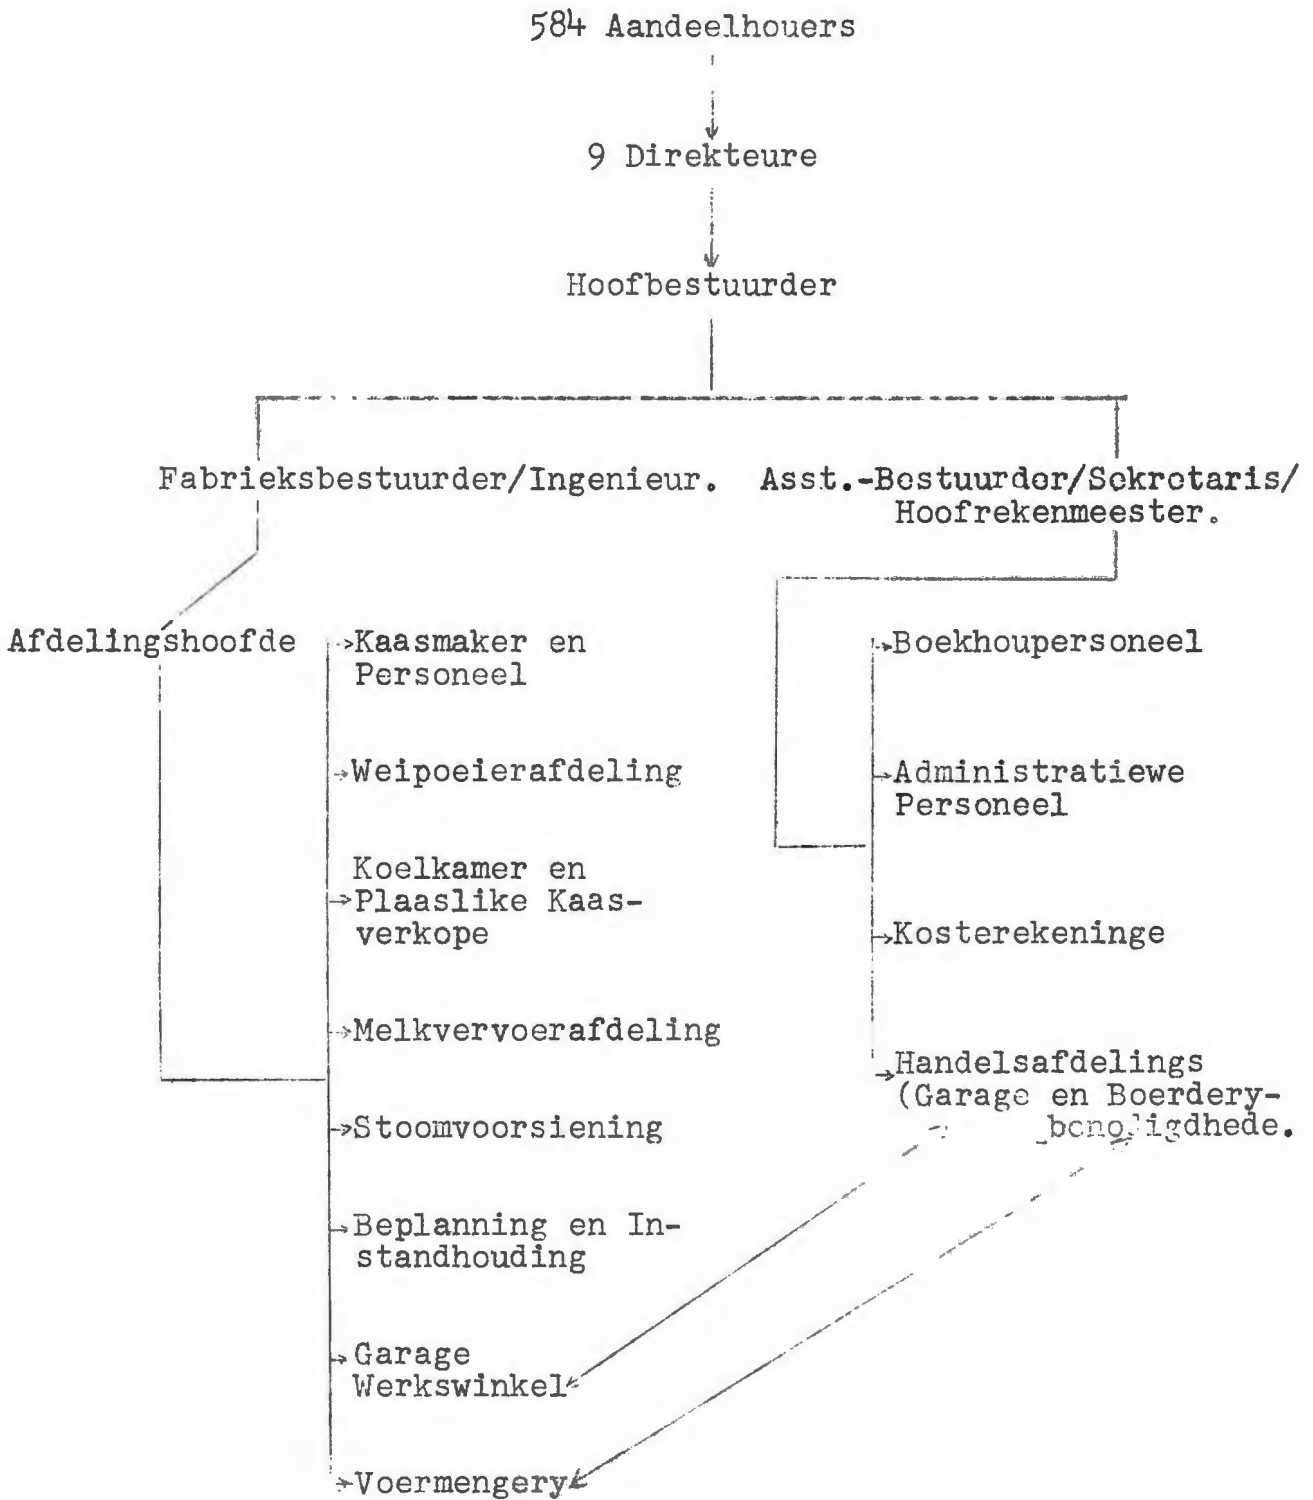 584 Aandeelhouers
9 Direkteure
Hoofbestuurder
Fabrieksbestuurder/Ingenieur.
Asst.-Bestuurder/Sekretaris/
Hoofrekenmeester.
Afdelingshoofde
Kaasmaker en
Personeel
Weipoeierafdeling
Koelkamer en
Plaaslike Kaas-
verkope
Melkvervoerafdeling
Stoomvoorsiening
Beplanning en In-
standhouding
Garage
Werkswinkel
Voermengery
Boekhoupersoneel
Administratiewe
Personeel
Kosterekeninge
Handelsafdelings
(Garage en Boerdery-
benodigdhede.